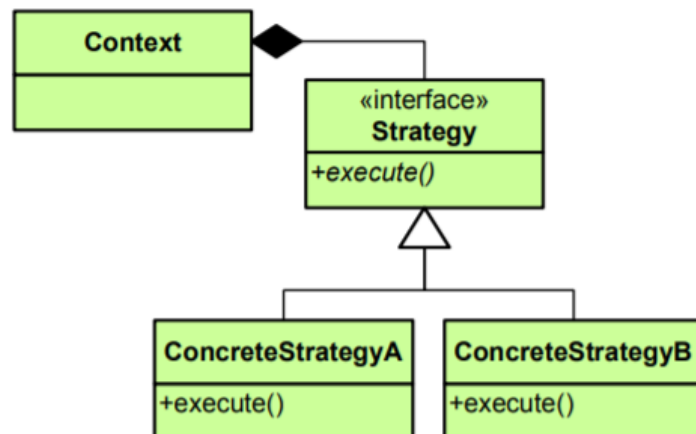 Context
«interface»
Strategy
+execute()
ConcreteStrategyA
+execute()
ConcreteStrategyB
+execute()